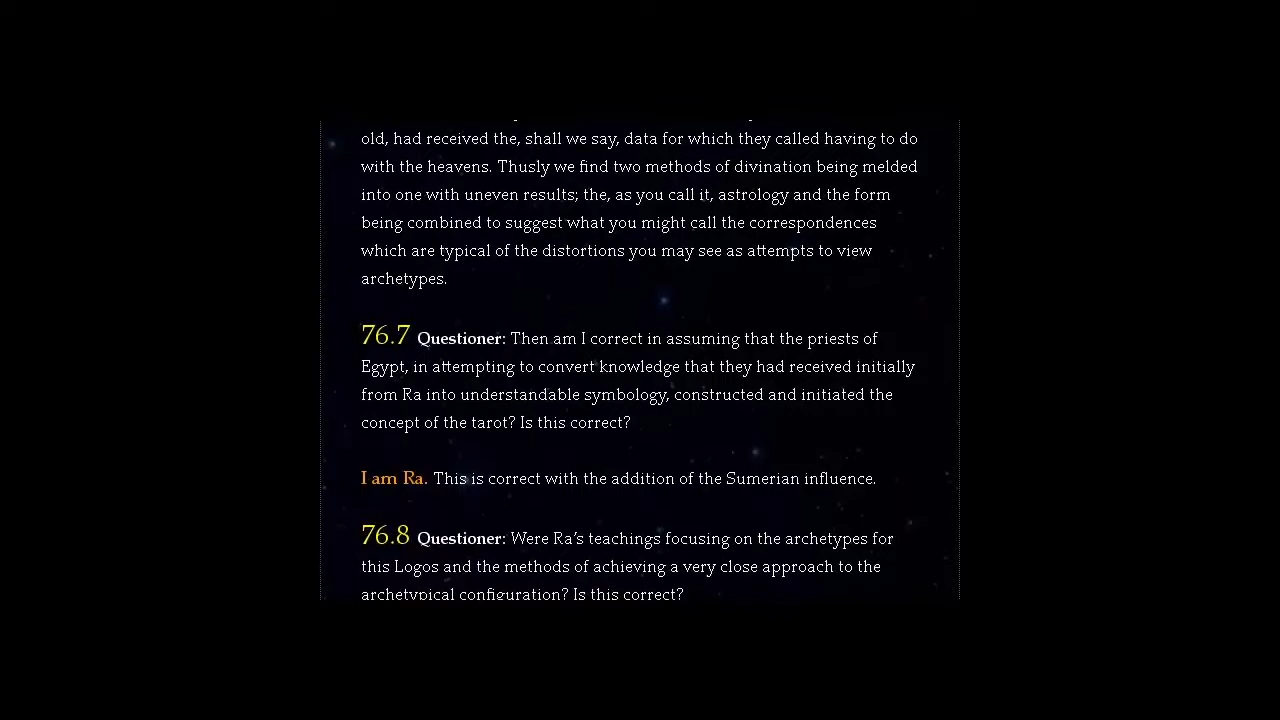 old, had received the, shall we say, data for which they called having to do
with the heavens. Thusly we find two methods of divination being melded
into one with uneven results; the, as you call it, astrology and the form
being combined to suggest what you might call the correspondences
which are typical of the distortions you may see as attempts to view
archetypes.
76.7 Questioner: Then am I correct in assuming that the priests of
Egypt, in attempting to convert knowledge that they had received initially
from Ra into understandable symbology, constructed and initiated the
concept of the tarot? Is this correct?
I am Ra. This is correct with the addition of the Sumerian influence.
76.8 Questioner: Were Ra's teachings focusing on the archetypes for
this Logos and the methods of achieving a very close approach to the
archetypical configuration? Is this correct?